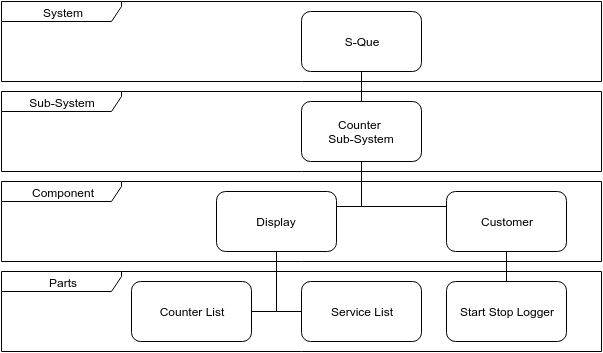 System
S-Que
Sub-System
Counter
Sub-System
Component
Display
Customer
Parts
Counter List
Service List
Start Stop Logger